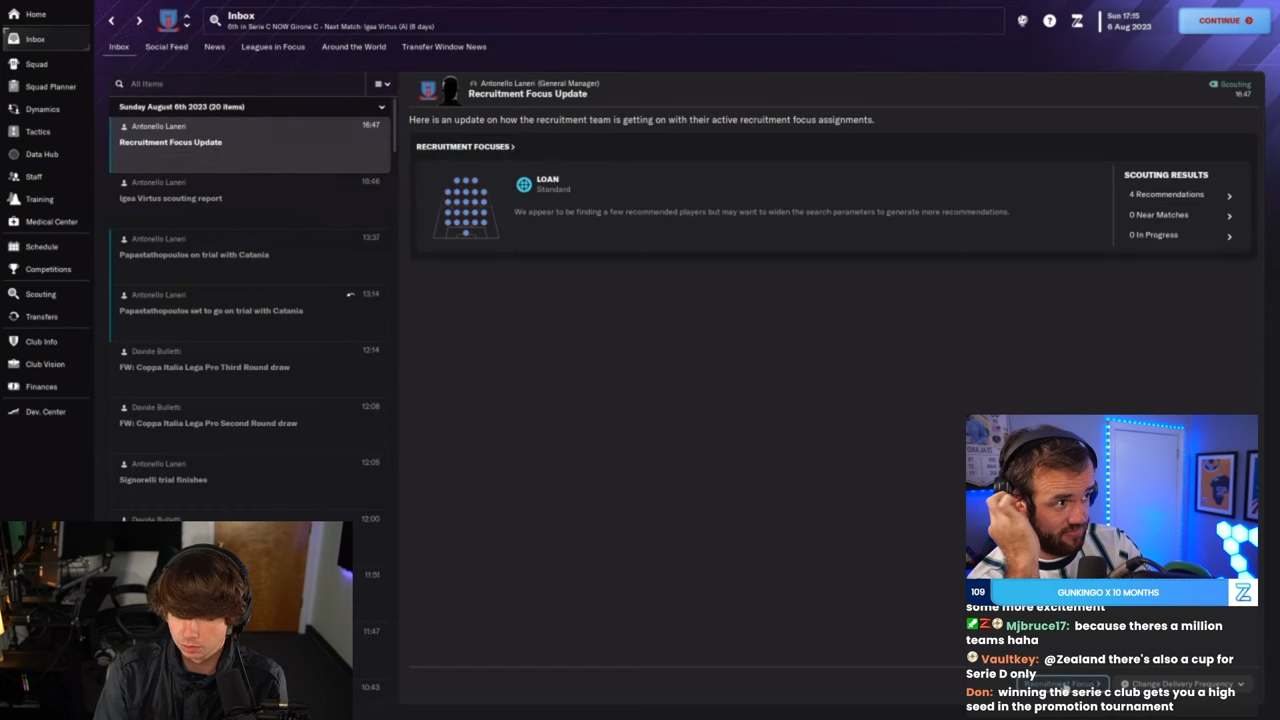 Home
Inbox
Squad
Squad Planner
Dynamics
Tactics
Data Hub
Staff
Training
Medical Center
Schedule
Competitions
Scouting
Transfers
Club Info
Club Vision
Finances
Dev. Center
Inbox
6th in Serie C NOW Girone C - Next Match: Igea Virtus (A) (6 days)
Z
Sun 17:15
6 Aug 2023
CONTINUE
Inbox
Social Feed
News
Leagues in Focus
Around the World
Transfer Window News
All Items
Sunday August 6th 2023 (20 items)
Antonello Laneri 16:47
Recruitment Focus Update
Antonello Laneri 16:46
Igea Virtus scouting report
Antonello Laneri 13:37
Papastathopoulos on trial with Catania
Antonello Laneri 13:14
Papastathopoulos set to go on trial with Catania
Davide Bulletti 12:14
FW: Coppa Italia Lega Pro Third Round draw
Davide Bulletti 12:08
FW: Coppa Italia Lega Pro Second Round draw
Antonello Laneri 12:05
Signorelli trial finishes
Davide Bulletti 12:00
11:51
11:47
10:43
Antonello Laneri (General Manager)
Recruitment Focus Update
Scouting
16:47
Here is an update on how the recruitment team is getting on with their active recruitment focus assignments.
RECRUITMENT FOCUSES >
LOAN
Standard
We appear to be finding a few recommended players but may want to widen the search parameters to generate more recommendations.
SCOUTING RESULTS
4 Recommendations >
0 Near Matches >
0 In Progress >
109 GUNKINGO X 10 MONTHS Z
some more excitement
Mjbruce17: because theres a million
teams haha
Vaultkey: @Zealand there's also a cup for
Serie D only
Recruitment Focus > Change Delivery Frequency
Don: winning the serie c club gets you a high
seed in the promotion tournament